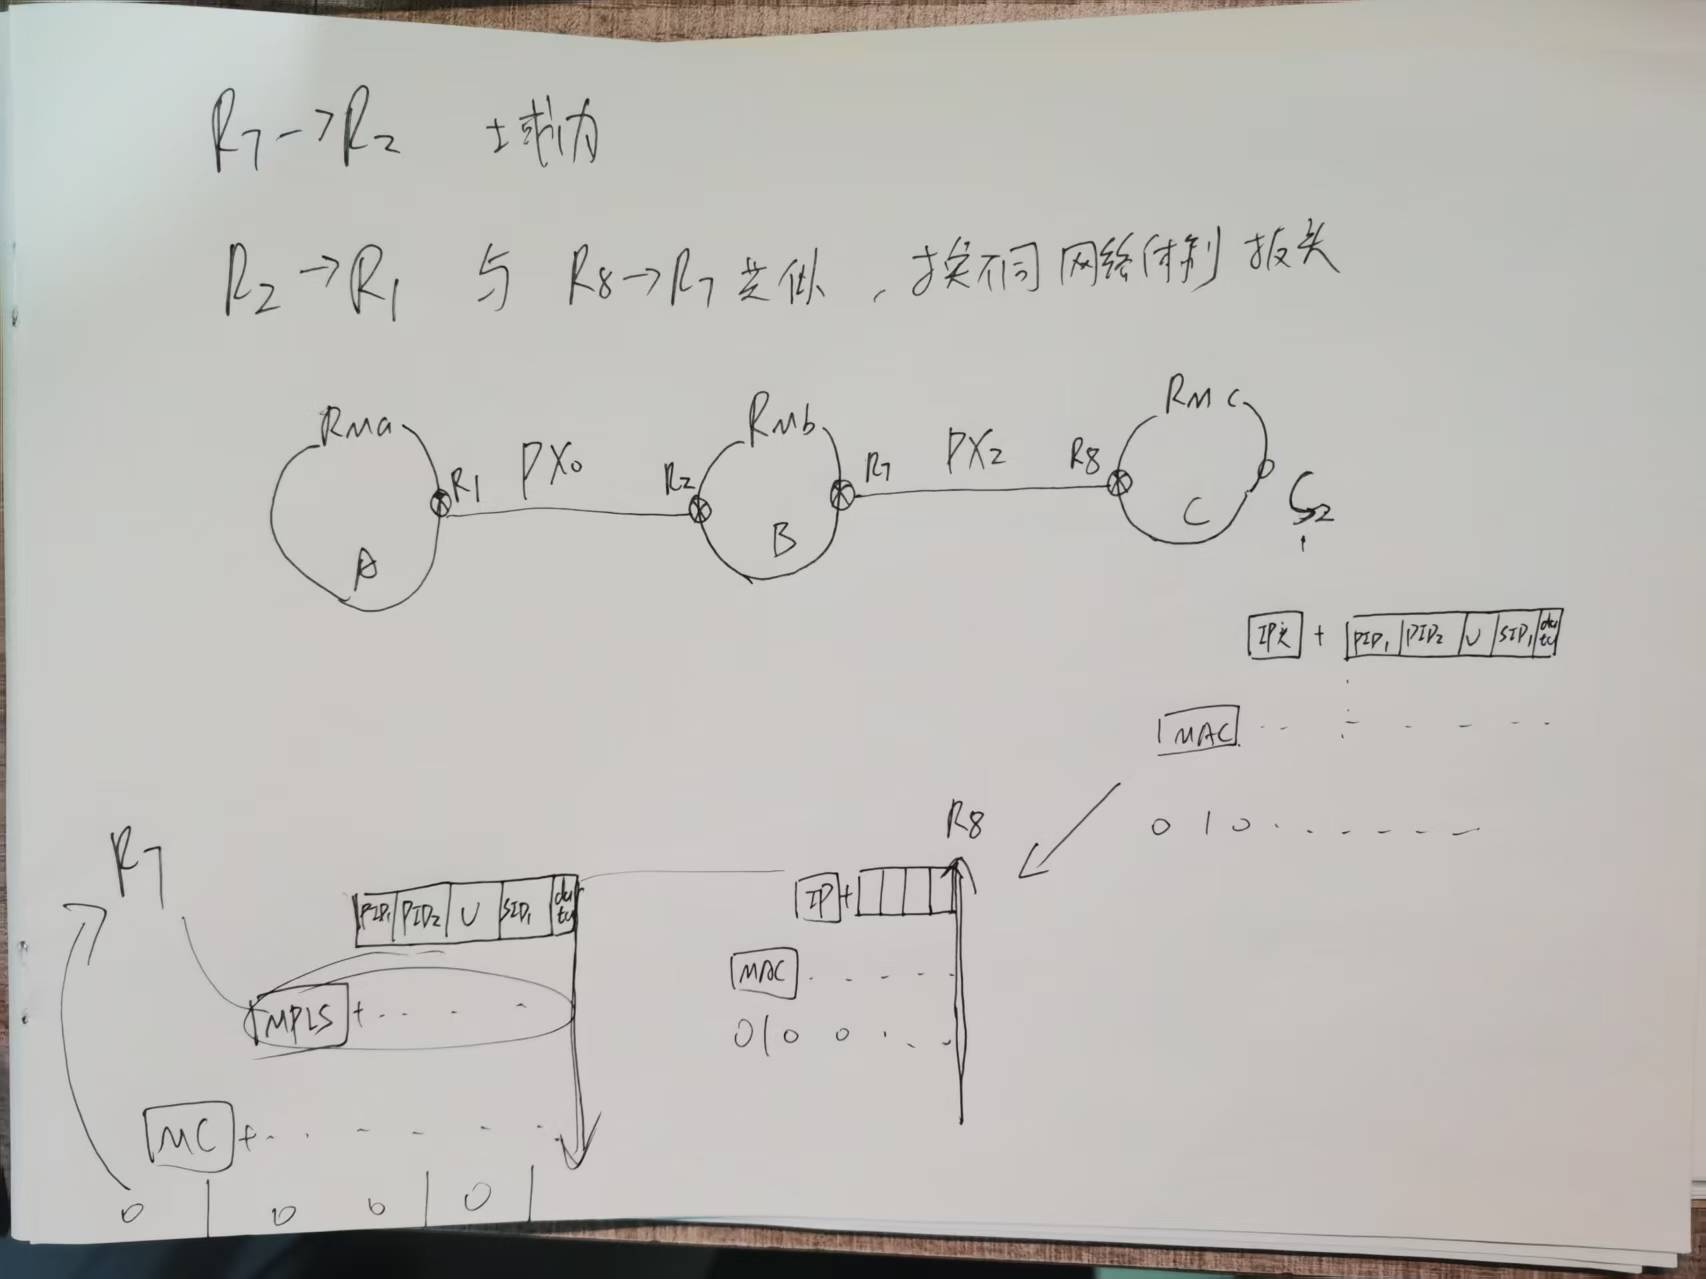 R7→R2 域内
R2→R1 与 R8→R7 类似，换不同网络体制报头
RMa RMb RMc
R1 PX0 R2 R7 PX2 R8
A B C S2
IP头 + PID1 PID2 U SID1 data
MAC
0 1 0
R8
R7
PID1 PID2 U SID1 data
IP +
MAC
MPLS +
0 1 0 0
MC +
0 | 0 0 | 0 |